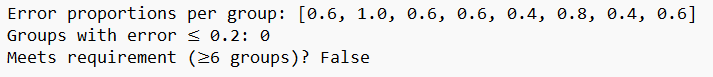 Error proportions per group: [0.6, 1.0, 0.6, 0.6, 0.4, 0.8, 0.4, 0.6]
Groups with error ≤ 0.2: 0
Meets requirement (≥6 groups)? False